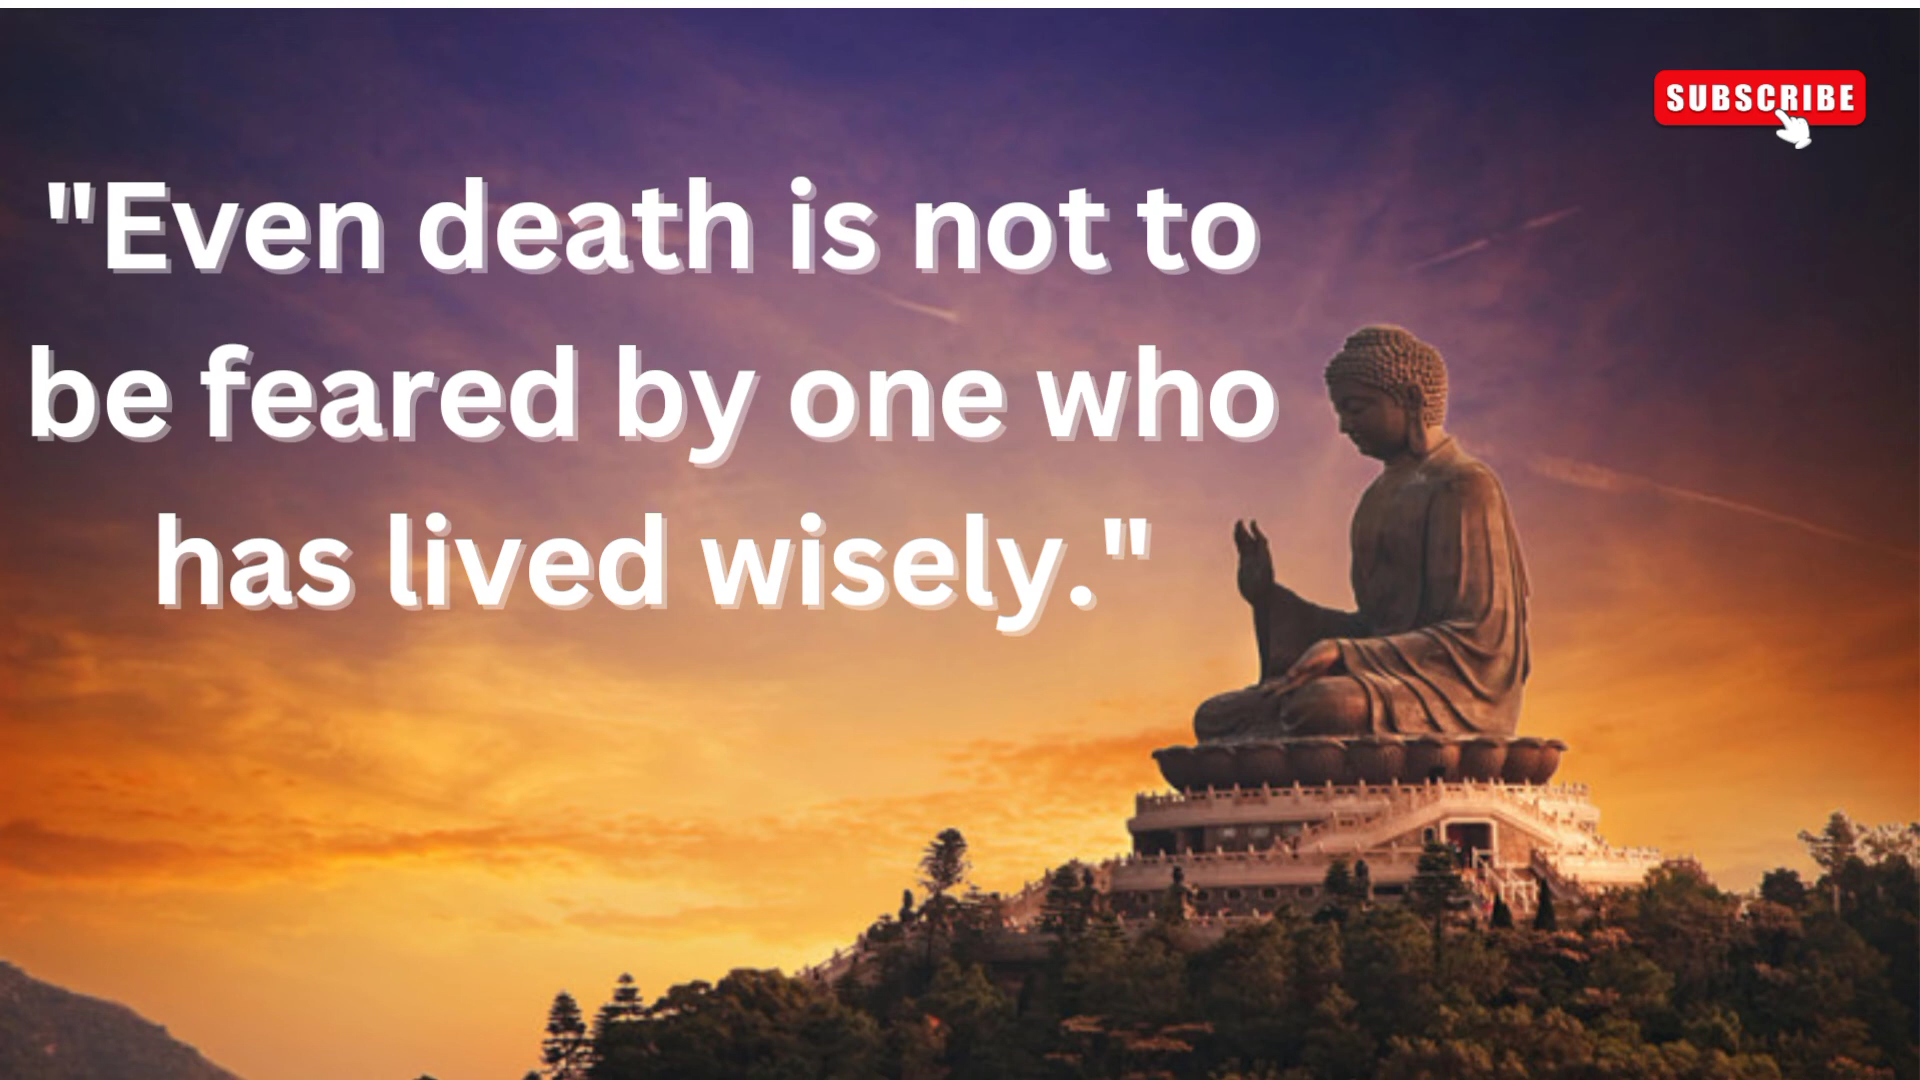 SUBSCRIBE
"Even death is not to
be feared by one who
has lived wisely."